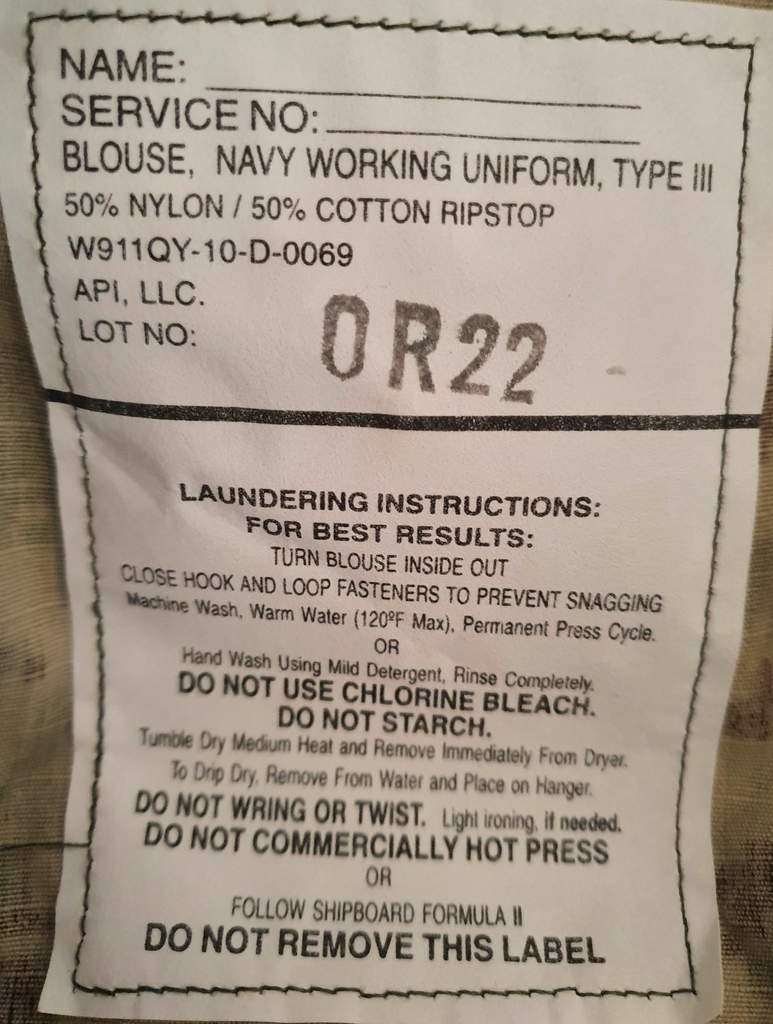 NAME:
SERVICE NO:
BLOUSE, NAVY WORKING UNIFORM, TYPE III
50% NYLON / 50% COTTON RIPSTOP
W911QY-10-D-0069
API, LLC.
LOT NO: OR22
LAUNDERING INSTRUCTIONS:
FOR BEST RESULTS:
TURN BLOUSE INSIDE OUT
CLOSE HOOK AND LOOP FASTENERS TO PREVENT SNAGGING
Machine Wash, Warm Water (120ºF Max), Permanent Press Cycle.
OR
Hand Wash Using Mild Detergent, Rinse Completely.
DO NOT USE CHLORINE BLEACH.
DO NOT STARCH.
Tumble Dry Medium Heat and Remove Immediately From Dryer.
To Drip Dry, Remove From Water and Place on Hanger.
DO NOT WRING OR TWIST. Light ironing, if needed.
DO NOT COMMERCIALLY HOT PRESS
OR
FOLLOW SHIPBOARD FORMULA II
DO NOT REMOVE THIS LABEL